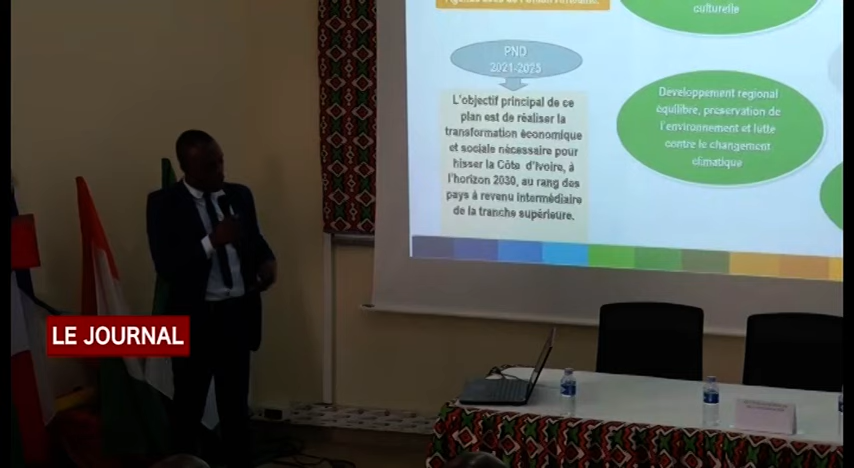 culturelle
PND
2021-2025
L'objectif principal de ce
plan est de réaliser la
transformation économique
et sociale nécessaire pour
hisser la Côte d'Ivoire, à
l'horizon 2030, au rang des
pays à revenu intermédiaire
de la tranche supérieure.
Developpement regional
équilibre, preservation de
l'environnement et lutte
contre le changement
climatique
LE JOURNAL